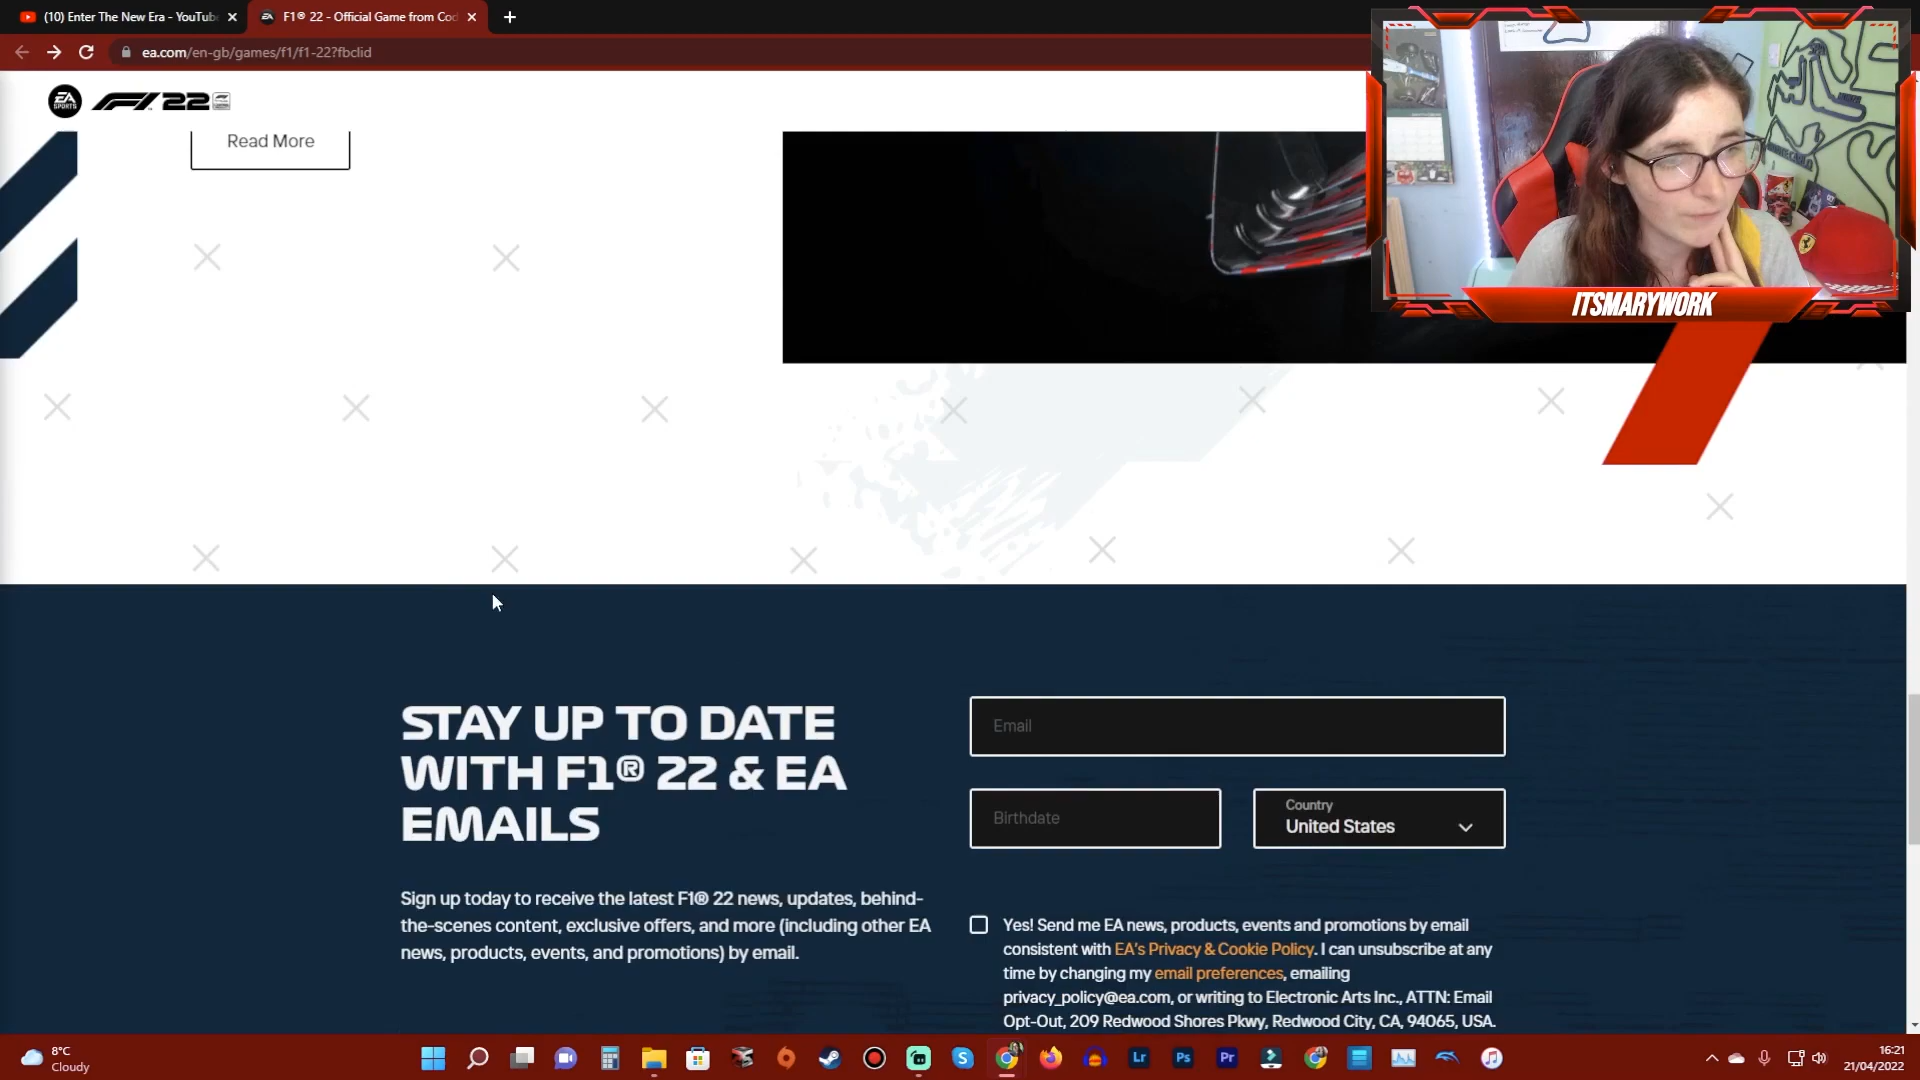 (10) Enter The New Era - YouTub
F1® 22 - Official Game from Cod
ea.com/en-gb/games/f1/f1-22?fbclid
EA SPORTS F1 22
Read More
ITSMARYWORK
STAY UP TO DATE
WITH F1® 22 & EA
EMAILS
Sign up today to receive the latest F1® 22 news, updates, behind-
the-scenes content, exclusive offers, and more (including other EA
news, products, events, and promotions) by email.
Email
Birthdate
Country
United States
Yes! Send me EA news, products, events and promotions by email
consistent with EA's Privacy & Cookie Policy. I can unsubscribe at any
time by changing my email preferences, emailing
privacy_policy@ea.com, or writing to Electronic Arts Inc., ATTN: Email
Opt-Out, 209 Redwood Shores Pkwy, Redwood City, CA, 94065, USA.
8°C
Cloudy
S
Lr
Ps
Pr
16:21
21/04/2022